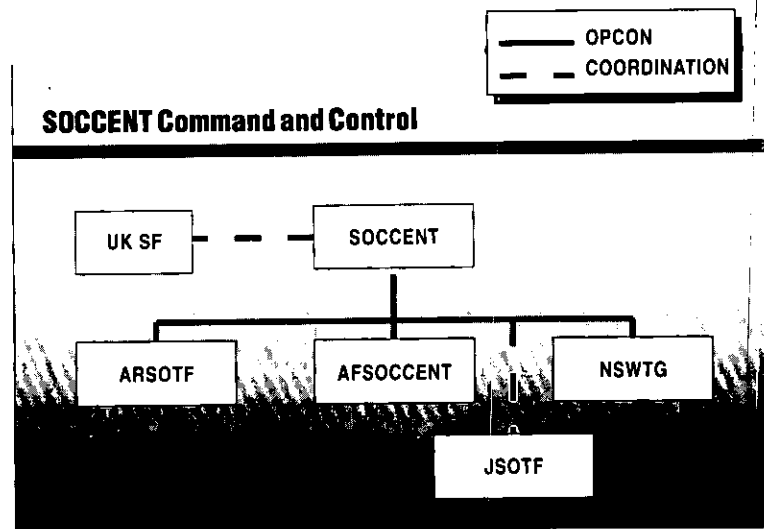 OPCON
COORDINATION
SOCCENT Command and Control
UK SF
SOCCENT
ARSOTF
AFSOCCENT
NSWTG
JSOTF